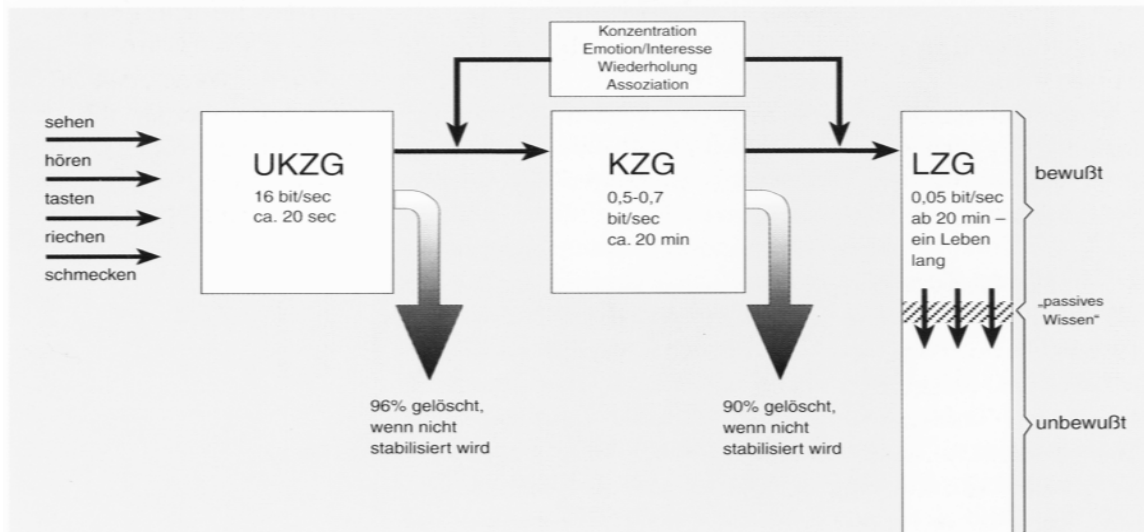 Konzentration
Emotion/Interesse
Wiederholung
Assoziation
sehen
hören
tasten
riechen
schmecken
UKZG
16 bit/sec
ca. 20 sec
KZG
0,5-0,7
bit/sec
ca. 20 min
LZG
0,05 bit/sec
ab 20 min –
ein Leben
lang
bewußt
„passives
Wissen“
unbewußt
96% gelöscht,
wenn nicht
stabilisiert wird
90% gelöscht,
wenn nicht
stabilisiert wird